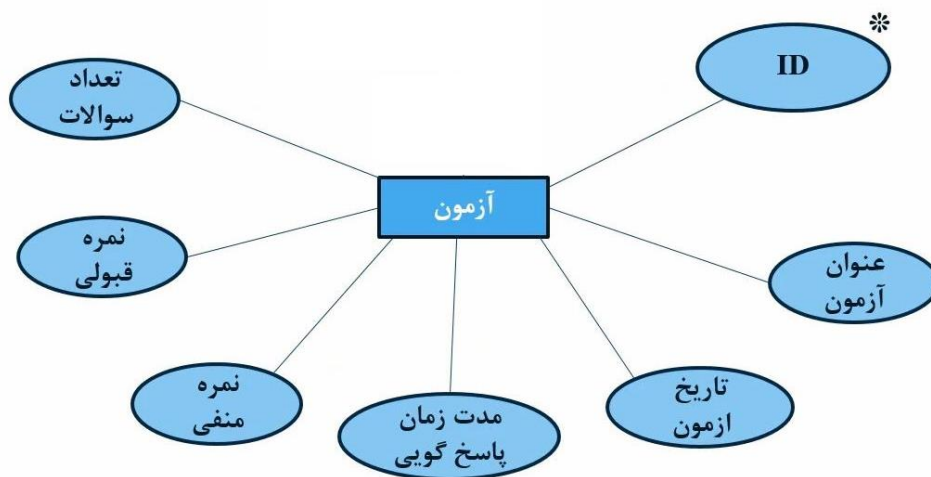 ❊
ID
تعداد
سوالات
آزمون
نمره
قبولی
عنوان
آزمون
نمره
منفی
مدت زمان
پاسخ گویی
تاریخ
ازمون